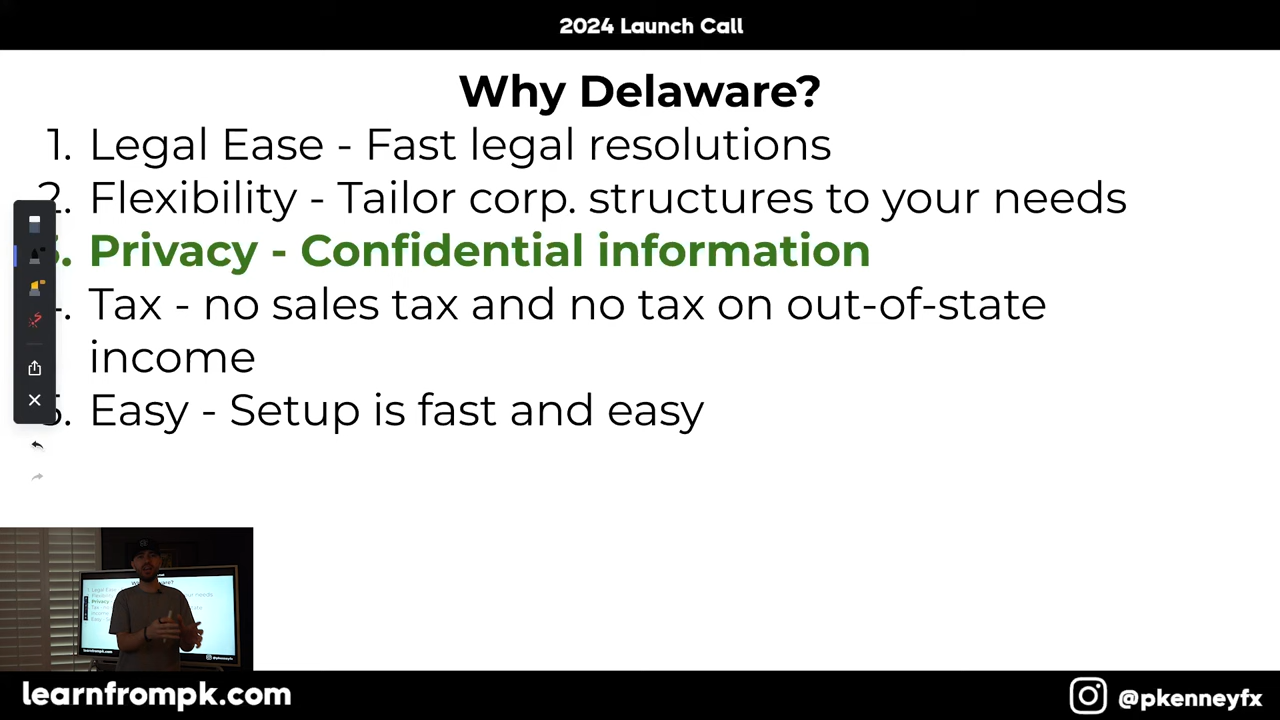 2024 Launch Call
Why Delaware?
1. Legal Ease - Fast legal resolutions
2. Flexibility - Tailor corp. structures to your needs
Privacy - Confidential information
Tax - no sales tax and no tax on out-of-state
income
5. Easy - Setup is fast and easy
learnfrompk.com
@pkenneyfx